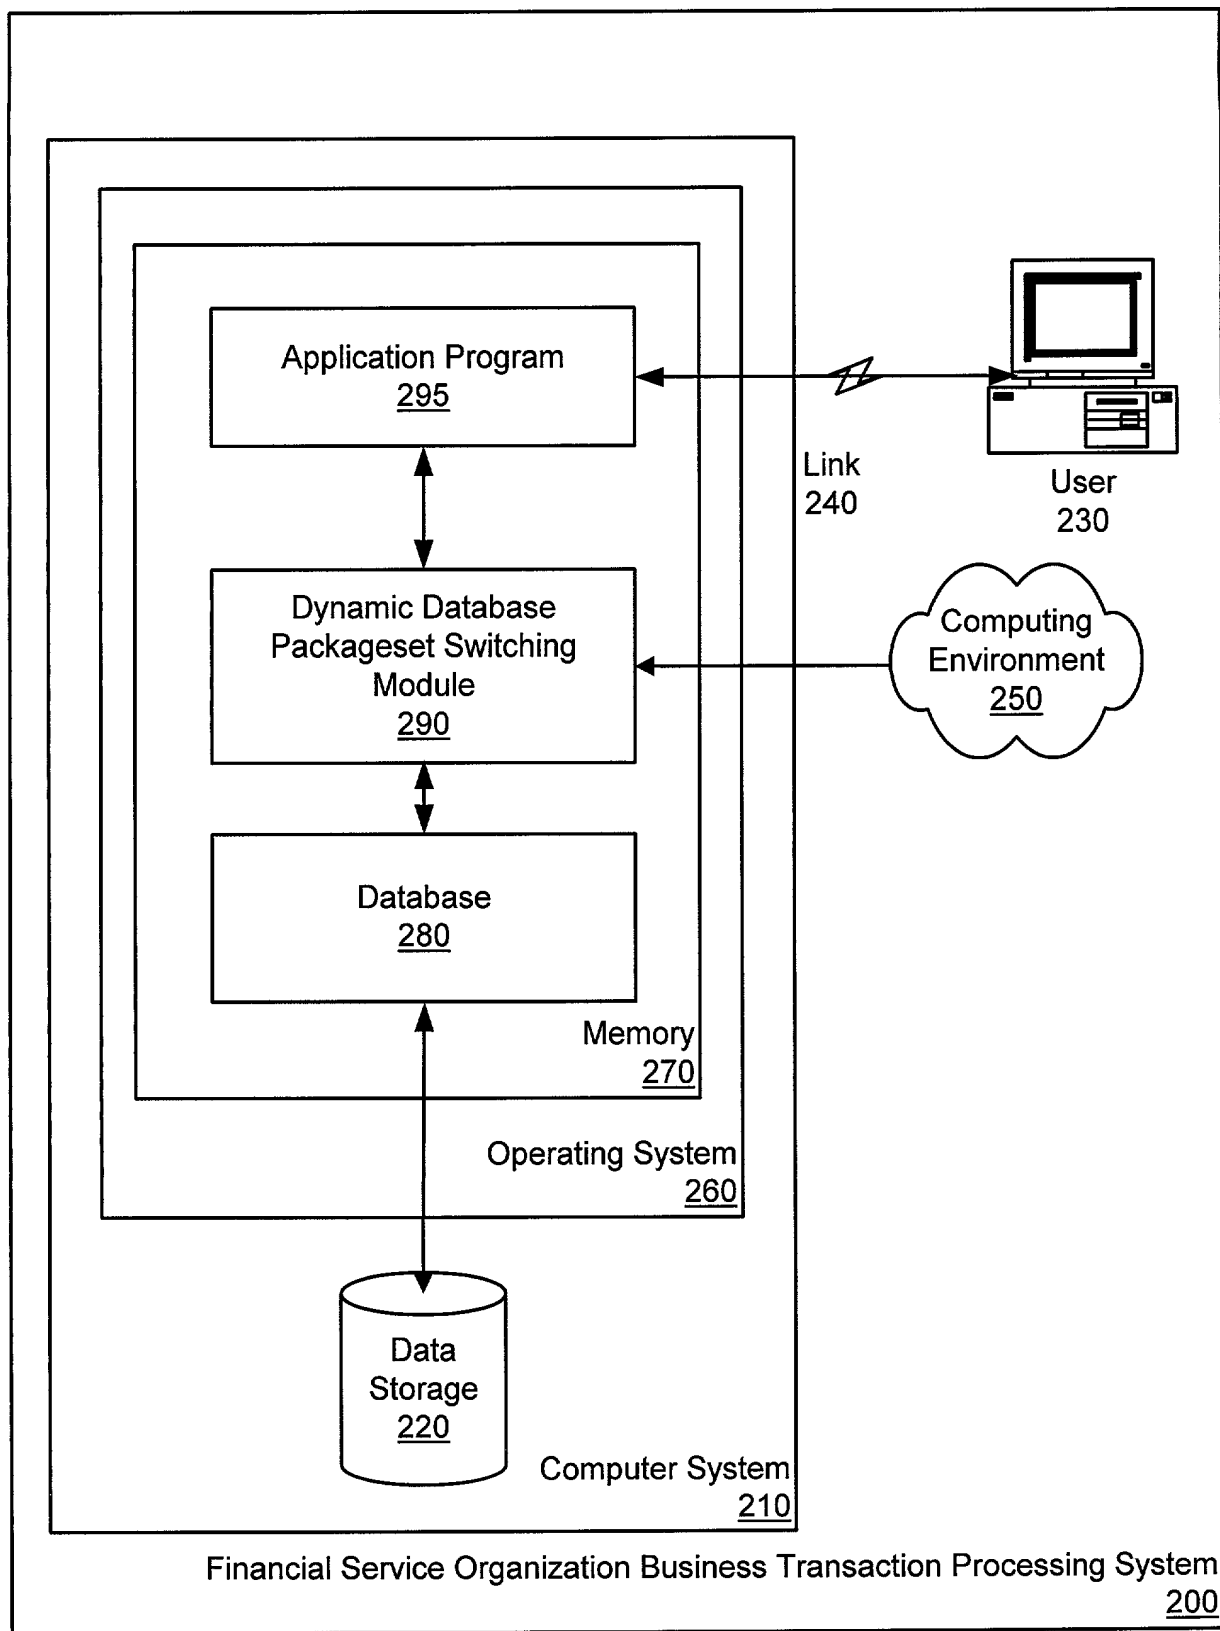 Application Program
295
Link
240
User
230
Dynamic Database
Packageset Switching
Module
290
Computing
Environment
250
Database
280
Memory
270
Operating System
260
Data
Storage
220
Computer System
210
Financial Service Organization Business Transaction Processing System
200